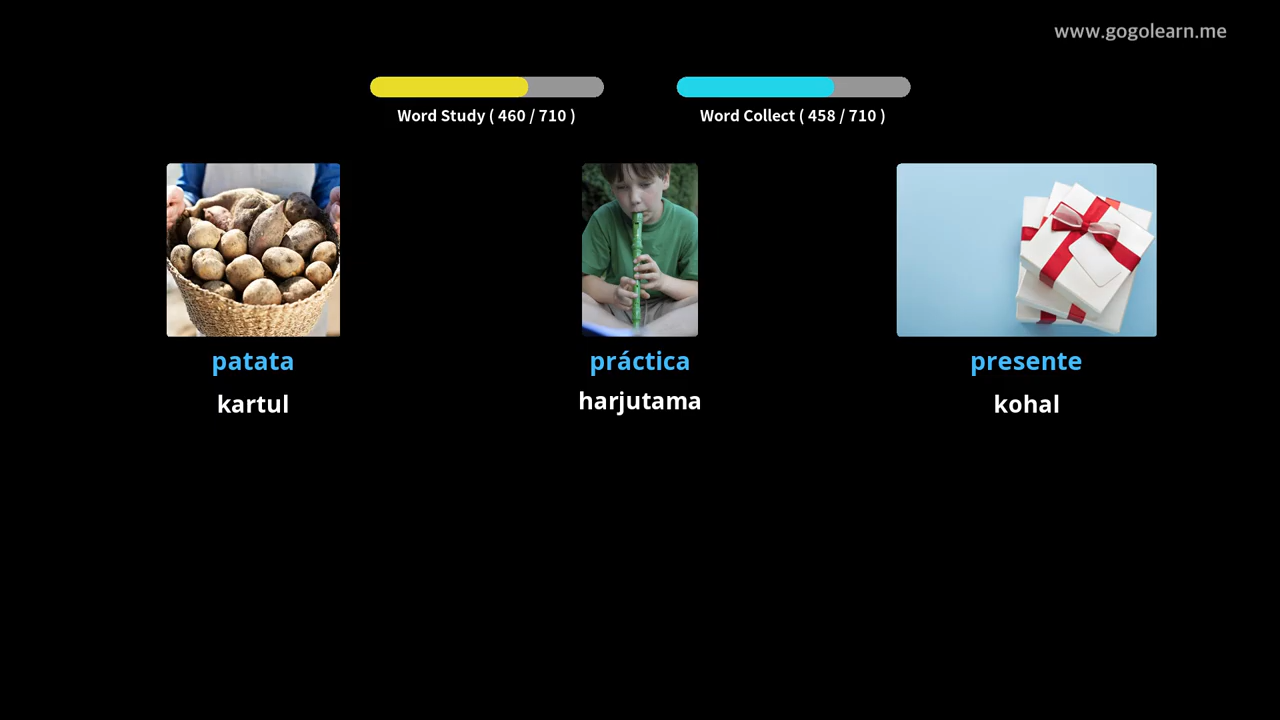 www.gogolearn.me
Word Study ( 460 / 710 )
Word Collect ( 458 / 710 )
patata
práctica
presente
kartul
harjutama
kohal